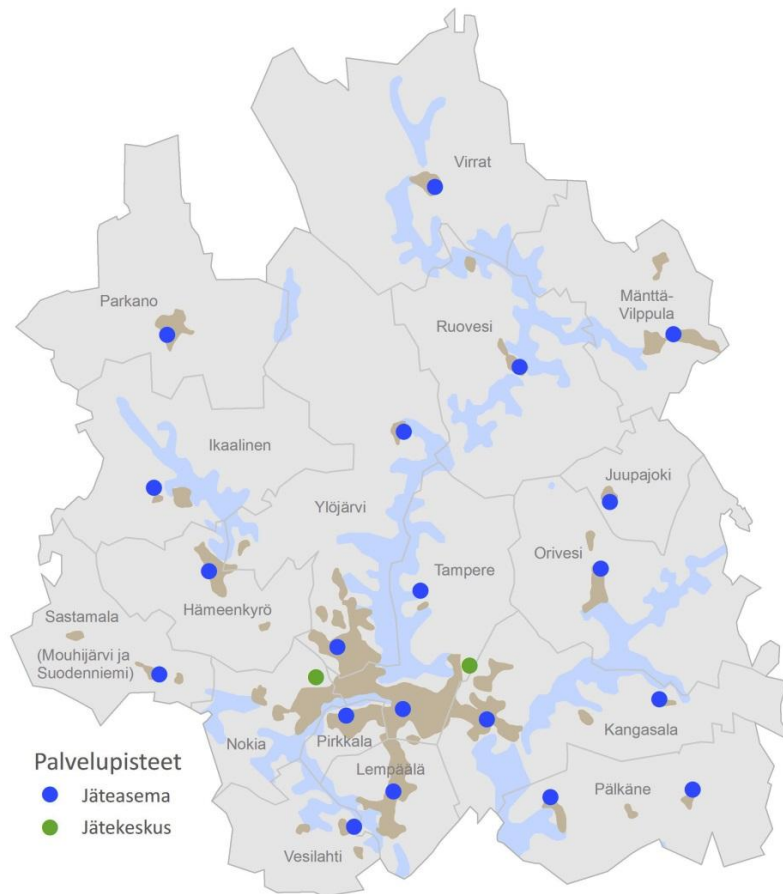 Virrat
Parkano
Mänttä-
Vilppula
Ruovesi
Ikaalinen
Juupajoki
Ylöjärvi
Orivesi
Tampere
Hämeenkyrö
Sastamala
(Mouhijärvi ja
Suodenniemi)
Kangasala
Nokia
Pirkkala
Lempäälä
Pälkäne
Vesilahti
Palvelupisteet
Jäteasema
Jätekeskus